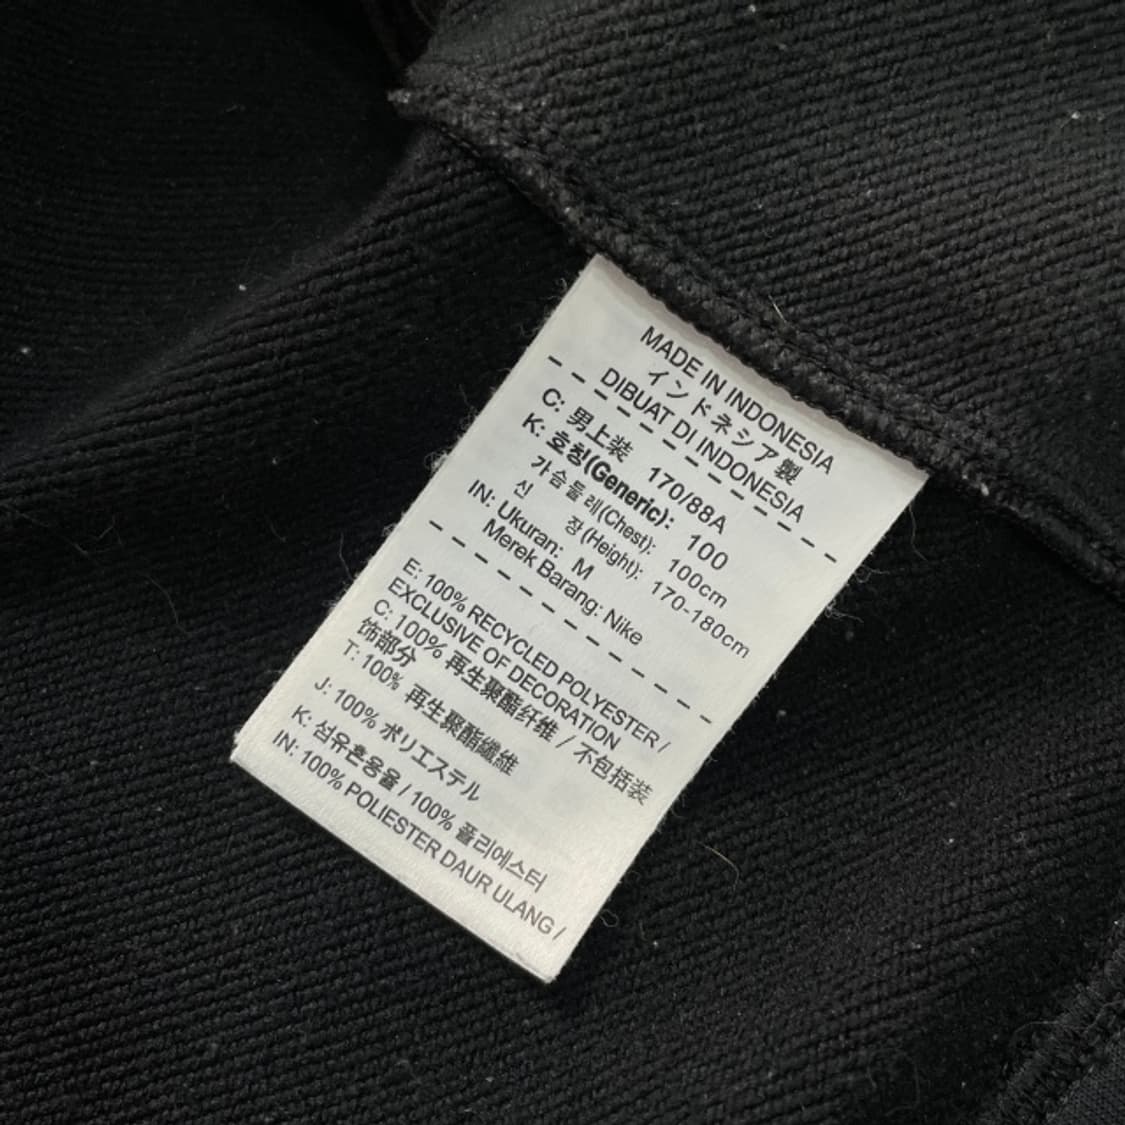 MADE IN INDONESIA
インドネシア製
DIBUAT DI INDONESIA
C: 男上装 170/88A
K: 호칭(Generic): 100
가슴둘레(Chest): 100cm
신 장(Height): 170-180cm
IN: Ukuran: M
Merek Barang: Nike
E: 100% RECYCLED POLYESTER /
EXCLUSIVE OF DECORATION
C: 100% 再生聚酯纤维 / 不包括装
饰部分
T: 100% 再生聚酯纖維
J: 100% ポリエステル
K: 섬유혼용율 / 100% 폴리에스터
IN: 100% POLIESTER DAUR ULANG /